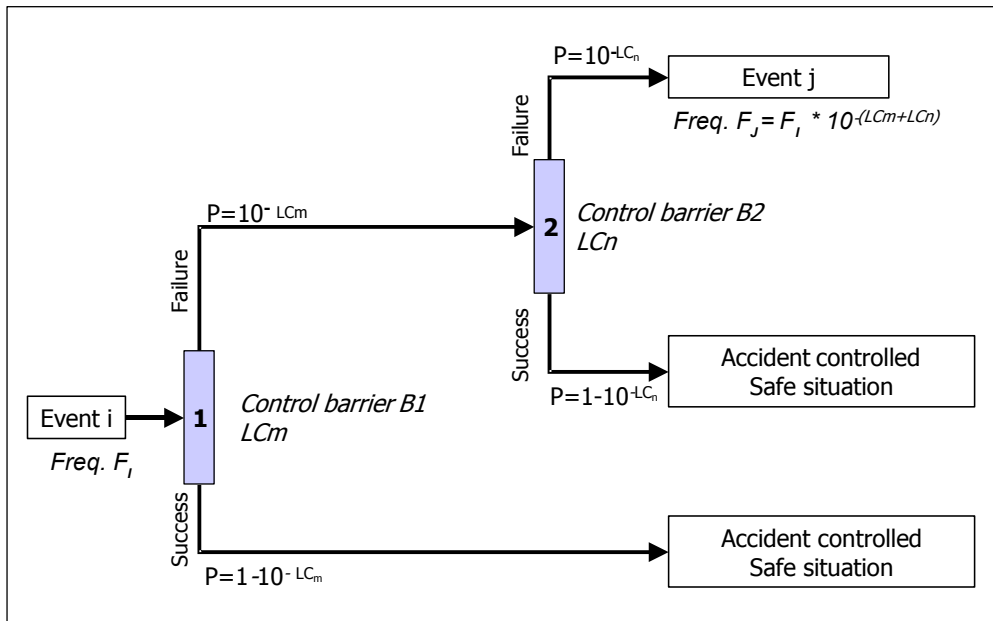 P=10-LCn
Event j
Freq. FJ = FI * 10-(LCm+LCn)
Failure
2
Control barrier B2
LCn
P=10- LCm
Failure
Success
Accident controlled
Safe situation
P=1-10-LCn
Event i
1
Control barrier B1
LCm
Freq. FI
Success
Accident controlled
Safe situation
P=1-10- LCm